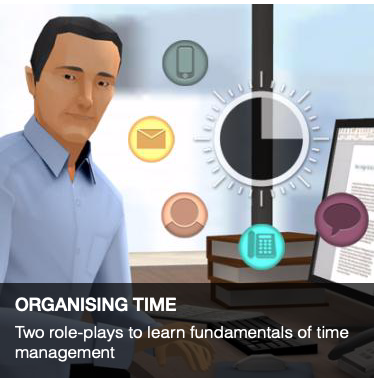 ORGANISING TIME
Two role-plays to learn fundamentals of time
management